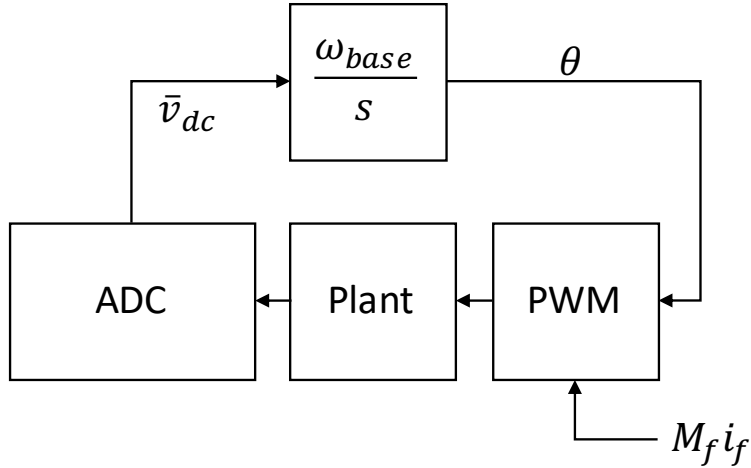 ω_base
s
θ
v̄_dc
ADC
Plant
PWM
M_f i_f